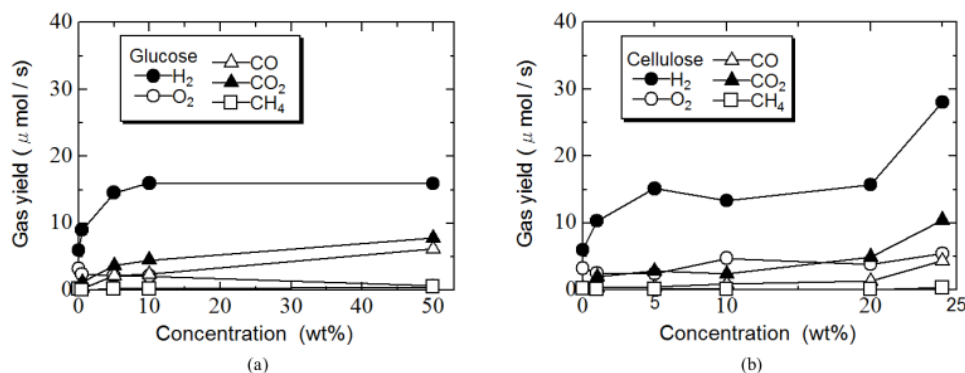 40
30
20
10
0
Gas yield ( μ mol / s)
Glucose
H2
O2
CO
CO2
CH4
0 10 20 30 40 50
Concentration (wt%)
(a)
40
30
20
10
0
Gas yield ( μ mol / s)
Cellulose
H2
O2
CO
CO2
CH4
0 5 10 20 25
Concentration (wt%)
(b)